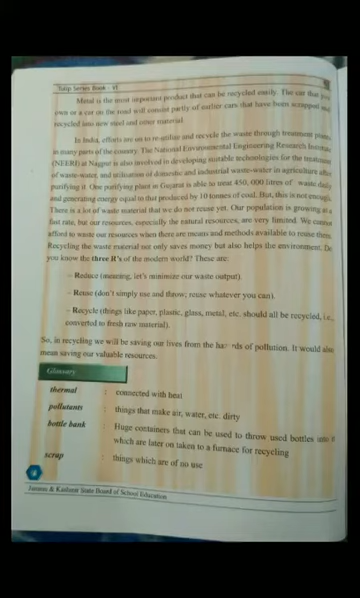 Tulip Series Book - VI
Metal is the most important product that can be recycled easily. The car that you
own or a car on the road will consist partly of earlier cars that have been scrapped and
recycled into new steel and other material.
In India, efforts are on to re-utilize and recycle the waste through treatment plants
in many parts of the country. The National Environmental Engineering Research Institute
(NEERI) at Nagpur is also involved in developing suitable technologies for the treatment
of waste-water, and utilisation of domestic and industrial waste-water in agriculture after
purifying it. One purifying plant in Gujarat is able to treat 450, 000 litres of waste daily
and generating energy equal to that produced by 10 tonnes of coal. But, this is not enough.
There is a lot of waste material that we do not reuse yet. Our population is growing at a
fast rate, but our resources, especially the natural resources, are very limited. We cannot
afford to waste our resources when there are means and methods available to reuse them.
Recycling the waste material not only saves money but also helps the environment. Do
you know the three R's of the modern world? These are:
– Reduce (meaning, let's minimize our waste output).
– Reuse (don't simply use and throw; reuse whatever you can).
– Recycle (things like paper, plastic, glass, metal, etc. should all be recycled, i.e.,
converted to fresh raw material).
So, in recycling we will be saving our lives from the hazards of pollution. It would also
mean saving our valuable resources.
Glossary
thermal : connected with heat
pollutants : things that make air, water, etc. dirty
bottle bank : Huge containers that can be used to throw used bottles into it
which are later on taken to a furnace for recycling
scrap : things which are of no use
Jammu & Kashmir State Board of School Education